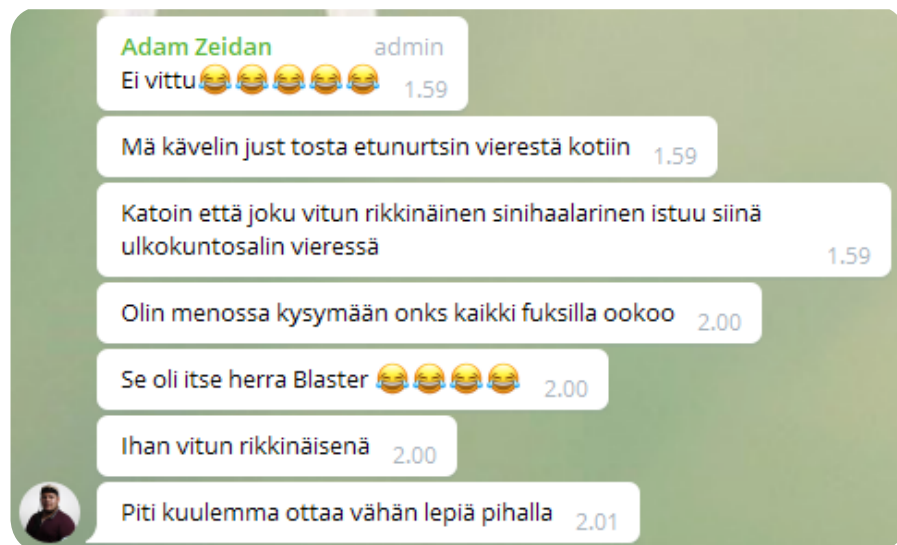 Adam Zeidan admin
Ei vittu😂😂😂😂😂 1.59
Mä kävelin just tosta etunurtsin vierestä kotiin 1.59
Katoin että joku vitun rikkinäinen sinihaalarinen istuu siinä
ulkokuntosalin vieressä 1.59
Olin menossa kysymään onks kaikki fuksilla ookoo 2.00
Se oli itse herra Blaster 😂😂😂😂 2.00
Ihan vitun rikkinäisenä 2.00
Piti kuulemma ottaa vähän lepiä pihalla 2.01